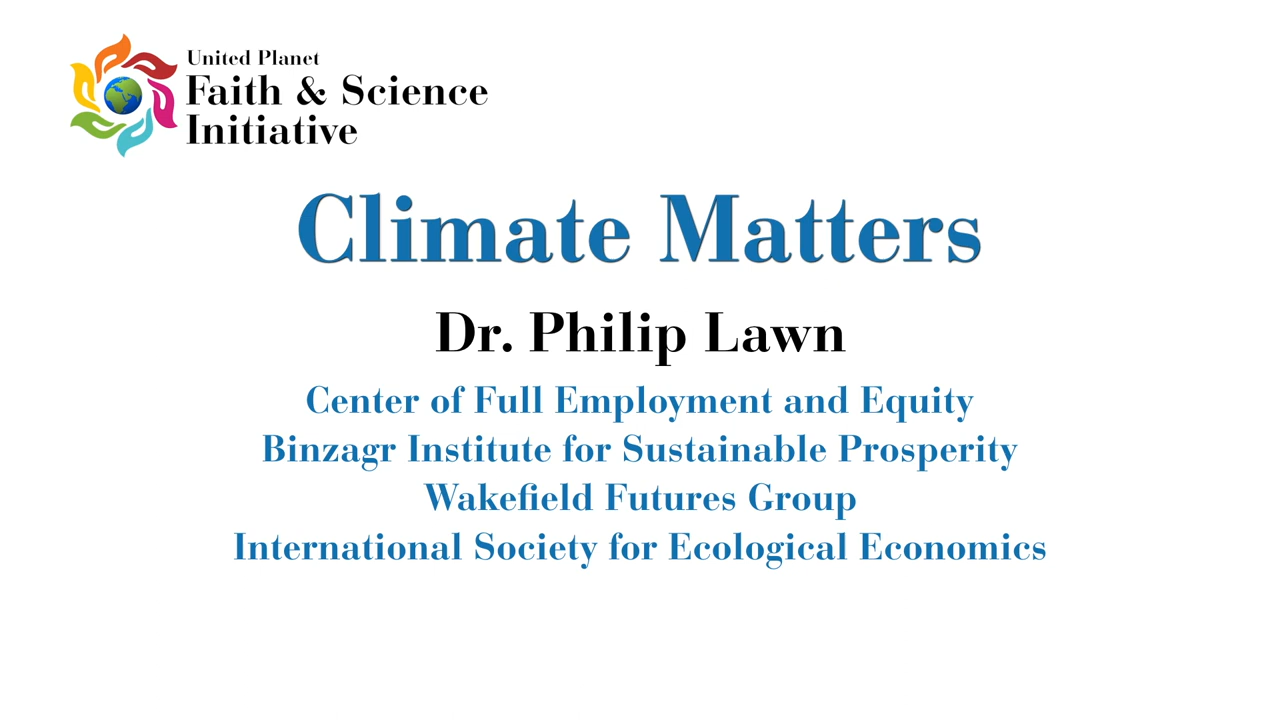 United Planet
Faith & Science
Initiative
Climate Matters
Dr. Philip Lawn
Center of Full Employment and Equity
Binzagr Institute for Sustainable Prosperity
Wakefield Futures Group
International Society for Ecological Economics